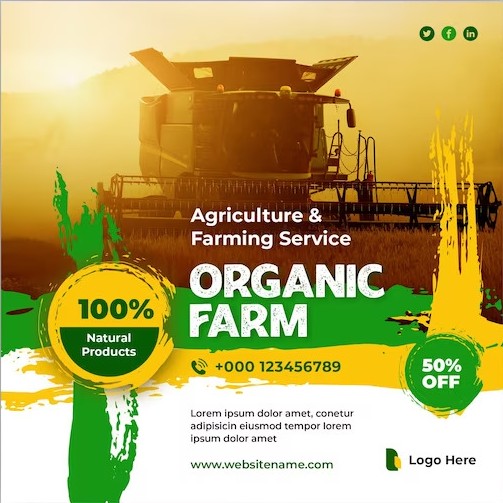 Agriculture &
Farming Service
ORGANIC
FARM
100%
Natural
Products
+000 123456789
50%
OFF
Lorem ipsum dolor amet, conetur
adipisicin eiusmod tempor consect
ipsum dolor amet
www.websitename.com
Logo Here